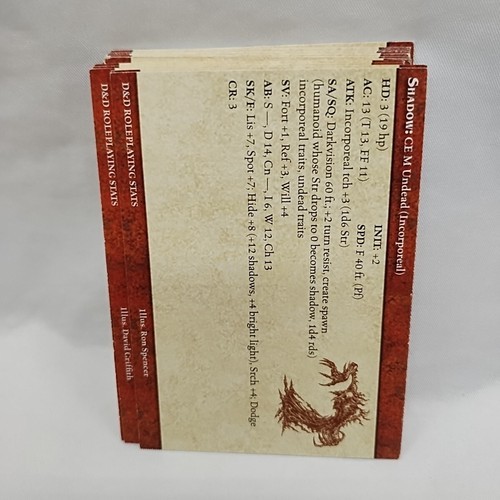 SHADOW: CE M Undead (Incorporeal)
HD: 3 (19 hp) INIT: +2
AC: 13 (T 13, FF 11) SPD: F 40 ft. (Pf)
ATK: Incorporeal tch +3 (1d6 Str)
SA/SQ: Darkvision 60 ft.; +2 turn resist, create spawn
(humanoid whose Str drops to 0 becomes shadow, 1d4 rds)
incorporeal traits, undead traits
SV: Fort +1, Ref +3, Will +4
AB: S —, D 14, Cn —, I 6, W 12, Ch 13
SK/F: Lis +7, Spot +7; Hide +8 (+12 shadows, +4 bright light), Srch +4; Dodge
CR: 3
D&D ROLEPLAYING STATS Illus. Ron Spencer
D&D ROLEPLAYING STATS Illus. David Griffith